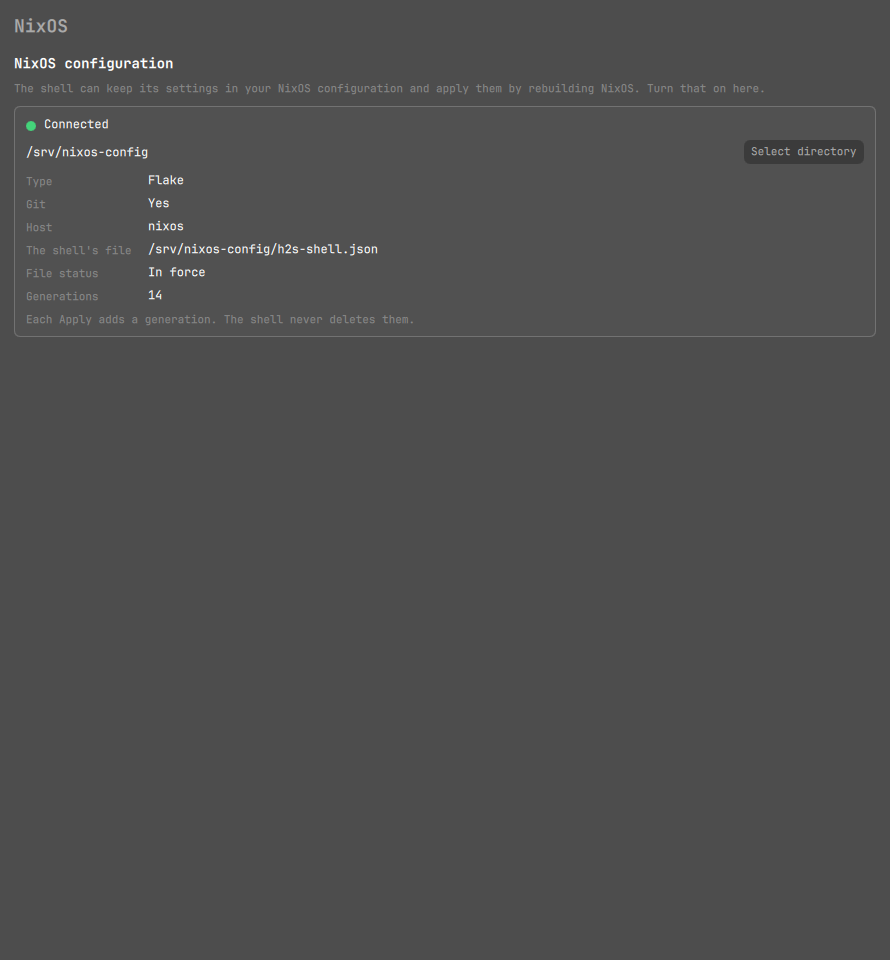 NixOS
NixOS configuration
The shell can keep its settings in your NixOS configuration and apply them by rebuilding NixOS. Turn that on here.
Connected
/srv/nixos-config
Select directory
Type Flake
Git Yes
Host nixos
The shell's file /srv/nixos-config/h2s-shell.json
File status In force
Generations 14
Each Apply adds a generation. The shell never deletes them.